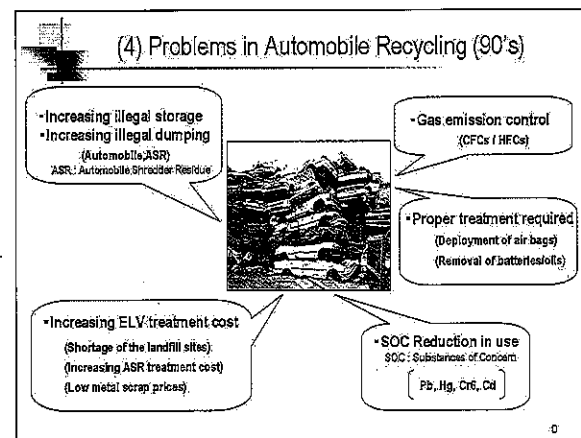 (4) Problems in Automobile Recycling (90's)
▪Increasing illegal storage
▪Increasing illegal dumping
(Automobile,ASR)
*ASR : Automobile Shredder Residue
▪Gas emission control
(CFCs / HFCs)
▪Proper treatment required
(Deployment of air bags)
(Removal of batteries/oils)
▪Increasing ELV treatment cost
(Shortage of the landfill sites)
(Increasing ASR treatment cost)
(Low metal scrap prices)
▪SOC Reduction in use
SOC : Substances of Concern
[ Pb, Hg, Cr6, Cd ]